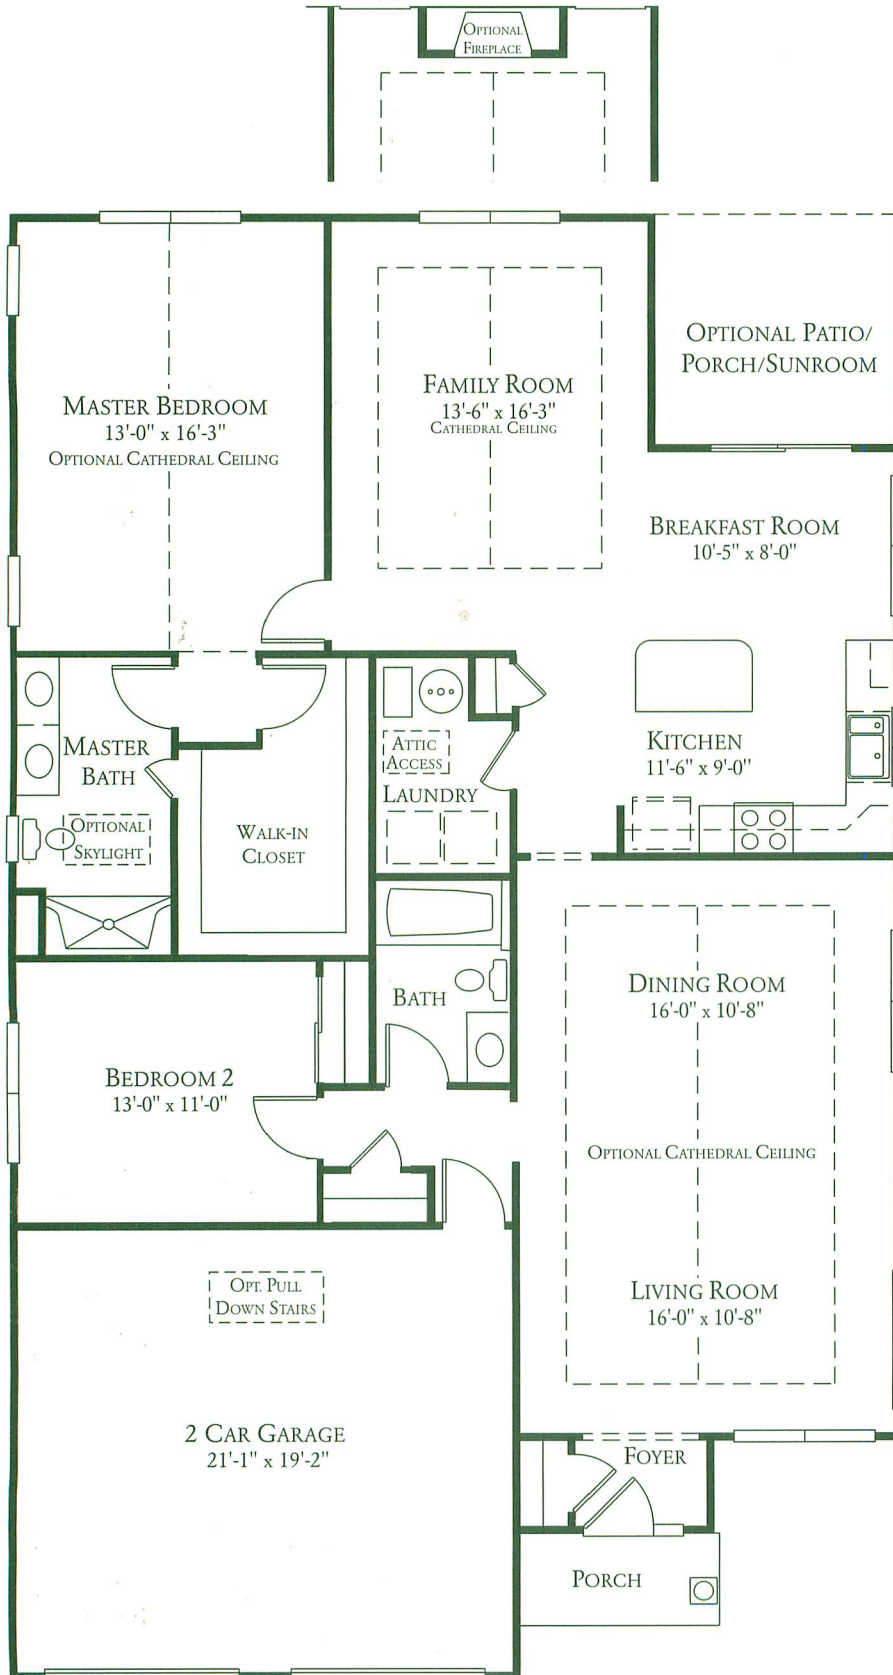 OPTIONAL
FIREPLACE
OPTIONAL PATIO/
PORCH/SUNROOM
FAMILY ROOM
13'-6" x 16'-3"
CATHEDRAL CEILING
MASTER BEDROOM
13'-0" x 16'-3"
OPTIONAL CATHEDRAL CEILING
BREAKFAST ROOM
10'-5" x 8'-0"
MASTER
BATH
OPTIONAL
SKYLIGHT
WALK-IN
CLOSET
ATTIC
ACCESS
LAUNDRY
KITCHEN
11'-6" x 9'-0"
BATH
DINING ROOM
16'-0" x 10'-8"
BEDROOM 2
13'-0" x 11'-0"
OPTIONAL CATHEDRAL CEILING
LIVING ROOM
16'-0" x 10'-8"
OPT. PULL
DOWN STAIRS
2 CAR GARAGE
21'-1" x 19'-2"
FOYER
PORCH